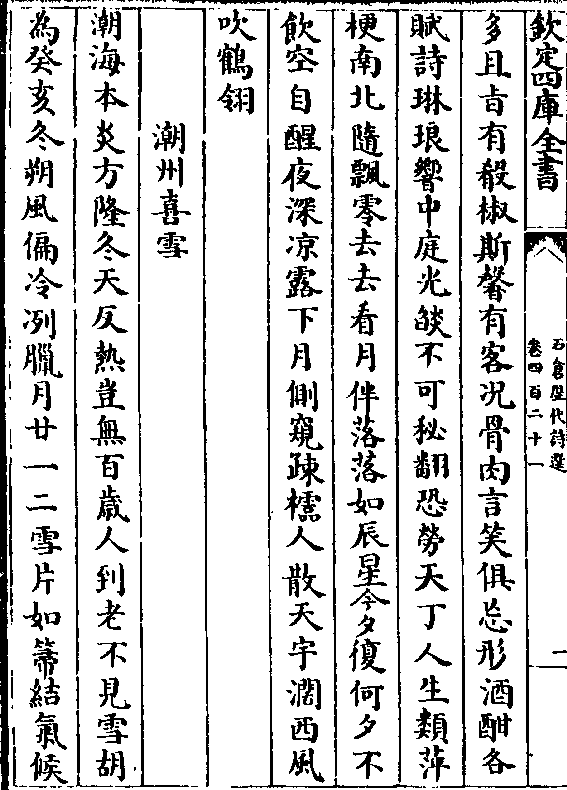 欽定四庫全書
石倉歷代詩選
卷四百二十一
二
多且旨有殽椒斯馨有客况骨肉言笑俱忘形酒酣各
賦詩琳琅響中庭光燄不可秘翻恐勞天丁人生類萍
梗南北隨飄零去去看月伴落落如辰星今夕復何夕不
飲空自醒夜深凉露下月側窺疎櫺人散天宇濶西風
吹鶴翎
潮州喜雪
潮海本炎方隆冬天反熱豈無百歲人到老不見雪胡
為癸亥冬朔風偏冷冽臘月廿一二雪片如箒結氣候